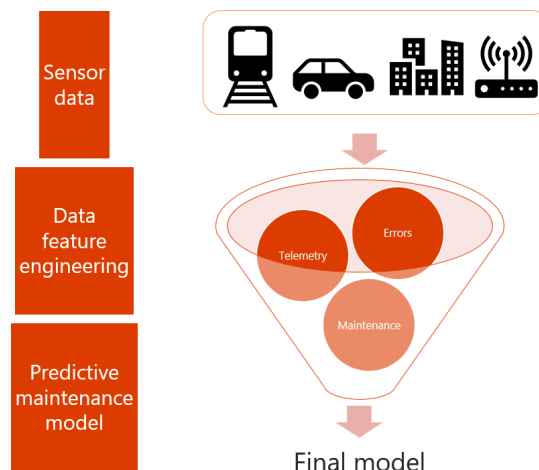 Sensor
data
Data
feature
engineering
Errors
Telemetry
Maintenance
Predictive
maintenance
model
Final model